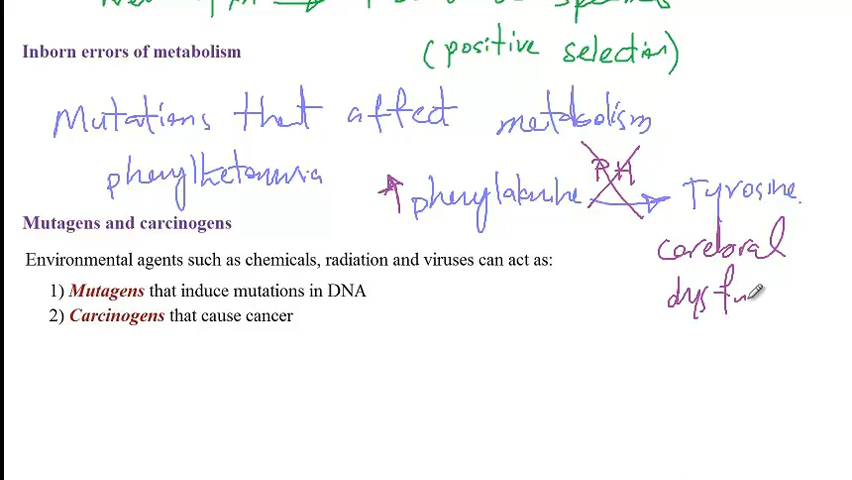 (positive selection)
Inborn errors of metabolism
Mutations that affect metabolism
phenylketonuria
phenylalanine PH Tyrosine.
Mutagens and carcinogens
cerebral
Environmental agents such as chemicals, radiation and viruses can act as:
1) Mutagens that induce mutations in DNA
dysfu
2) Carcinogens that cause cancer